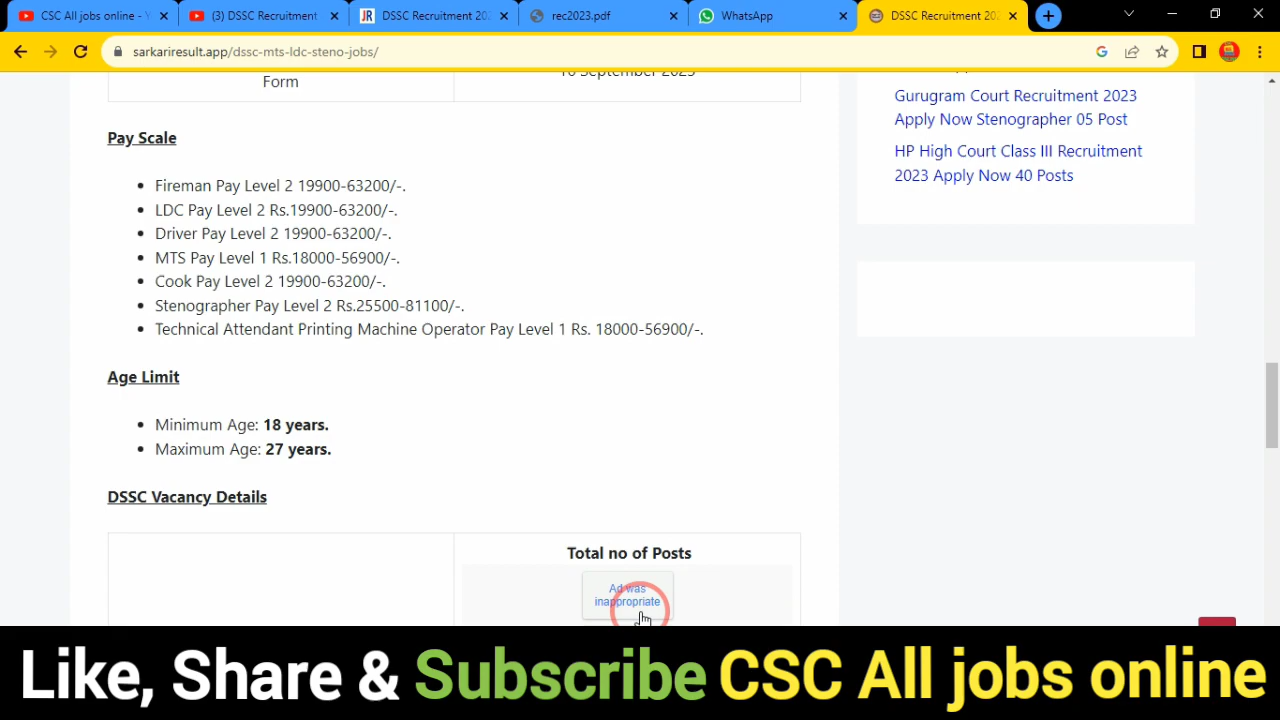 CSC All jobs online - Y
(3) DSSC Recruitment
DSSC Recruitment 202
rec2023.pdf
WhatsApp
DSSC Recruitment 202
sarkariresult.app/dssc-mts-ldc-steno-jobs/
Form
Gurugram Court Recruitment 2023
Apply Now Stenographer 05 Post
HP High Court Class III Recruitment
2023 Apply Now 40 Posts
Pay Scale
• Fireman Pay Level 2 19900-63200/-.
• LDC Pay Level 2 Rs.19900-63200/-.
• Driver Pay Level 2 19900-63200/-.
• MTS Pay Level 1 Rs.18000-56900/-.
• Cook Pay Level 2 19900-63200/-.
• Stenographer Pay Level 2 Rs.25500-81100/-.
• Technical Attendant Printing Machine Operator Pay Level 1 Rs. 18000-56900/-.
Age Limit
• Minimum Age: 18 years.
• Maximum Age: 27 years.
DSSC Vacancy Details
Total no of Posts
Ad was
inappropriate
Like, Share & Subscribe CSC All jobs online